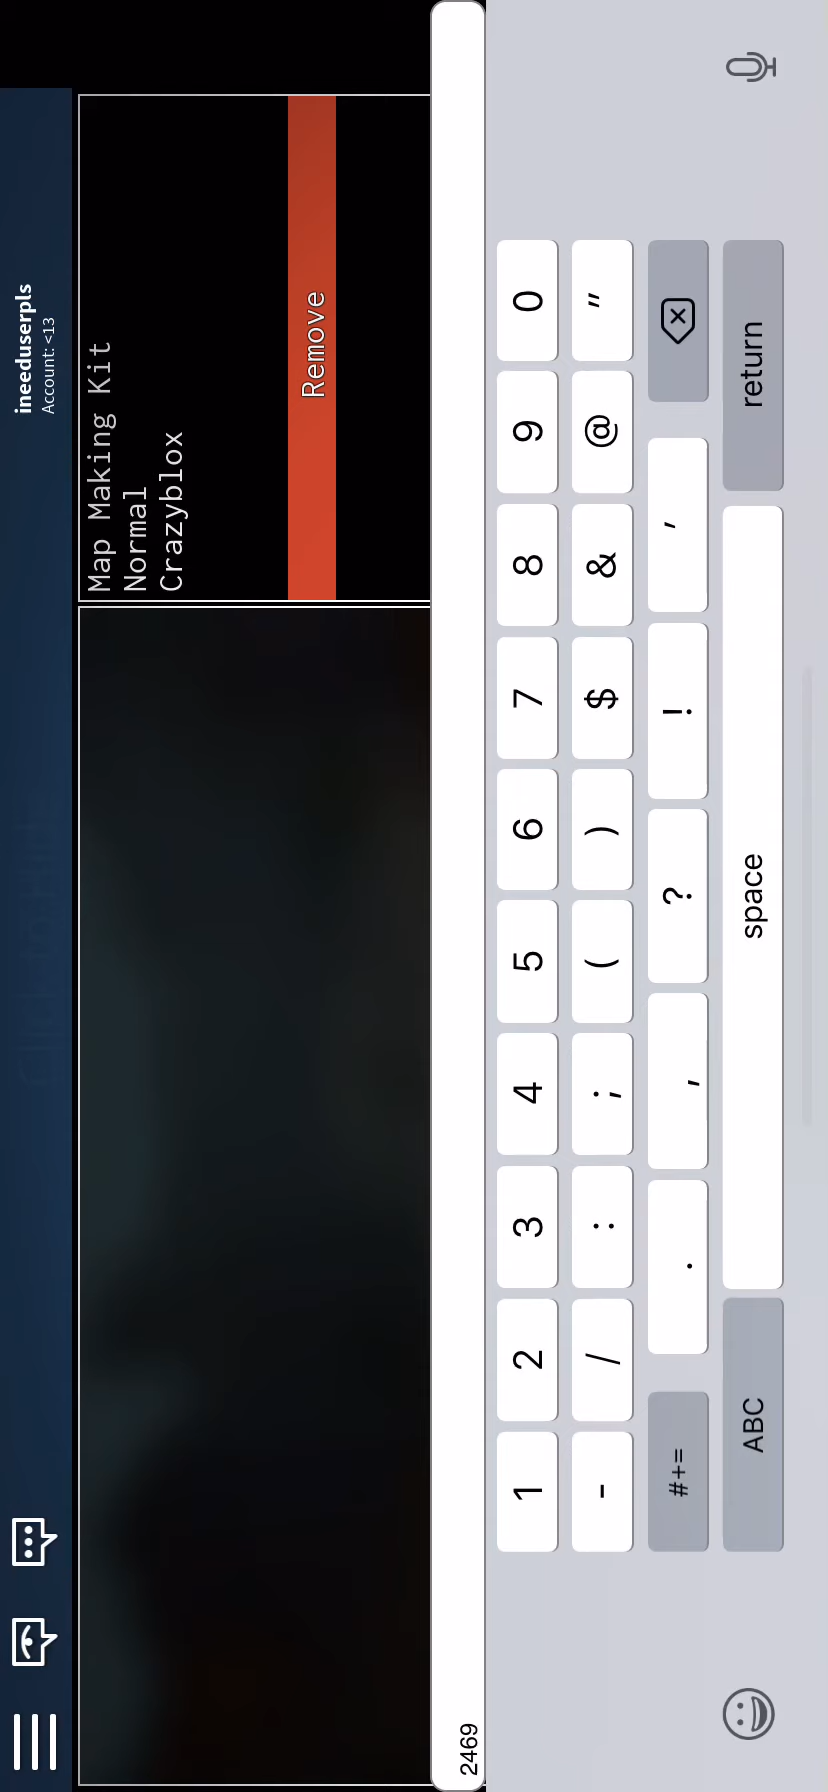 ineeduserpls
Account: <13
Map Making Kit
Normal
Crazyblox
Remove
2469
1 2 3 4 5 6 7 8 9 0
- / : ; ( ) $ & @ "
#+= . , ? ! '
ABC space return